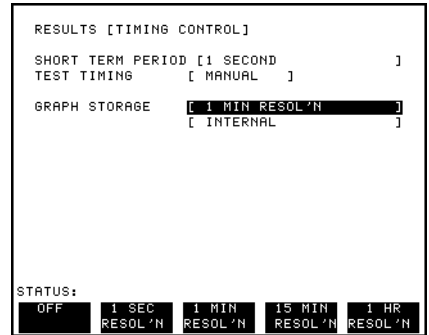 RESULTS [TIMING CONTROL]
SHORT TERM PERIOD [1 SECOND ]
TEST TIMING [ MANUAL ]
GRAPH STORAGE [ 1 MIN RESOL'N ]
[ INTERNAL ]
STATUS:
OFF 1 SEC 1 MIN 15 MIN 1 HR
RESOL'N RESOL'N RESOL'N RESOL'N